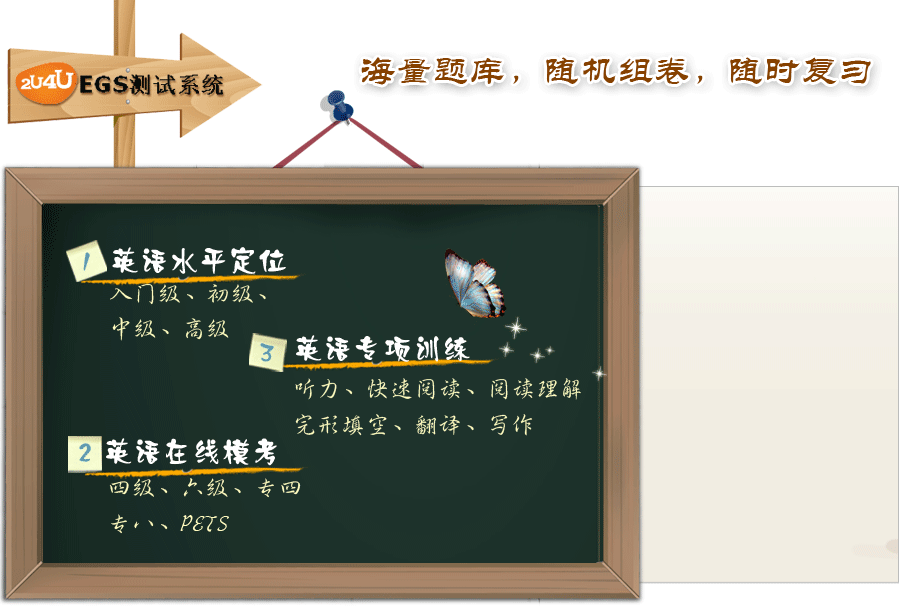 2U4U EGS测试系统
海量题库，随机组卷，随时复习
1 英语水平定位
入门级、初级、
中级、高级
3 英语专项训练
听力、快速阅读、阅读理解
完形填空、翻译、写作
2 英语在线模考
四级、六级、专四
专八、PETS